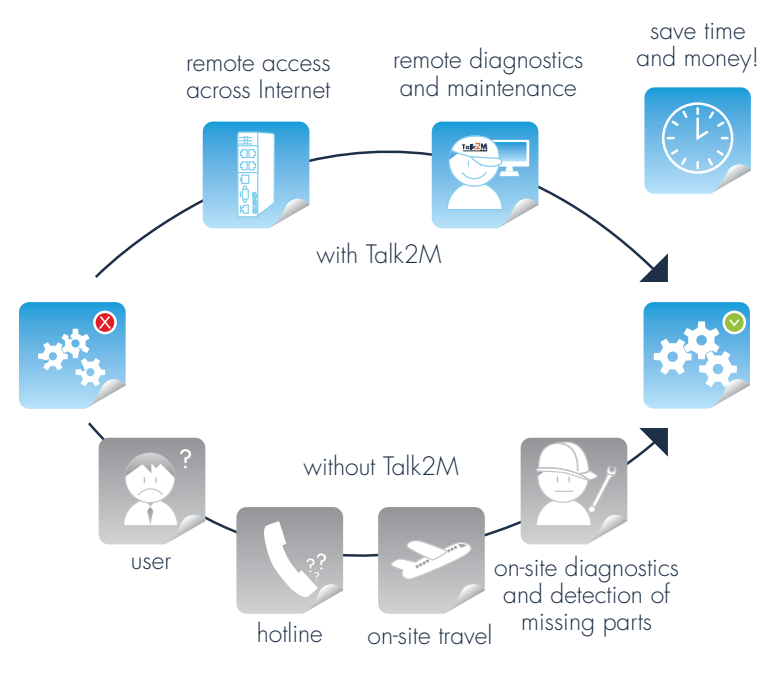 save time
and money!
remote access
across Internet
remote diagnostics
and maintenance
Talk2M
with Talk2M
X
without Talk2M
?
user
??
?
hotline
on-site travel
on-site diagnostics
and detection of
missing parts